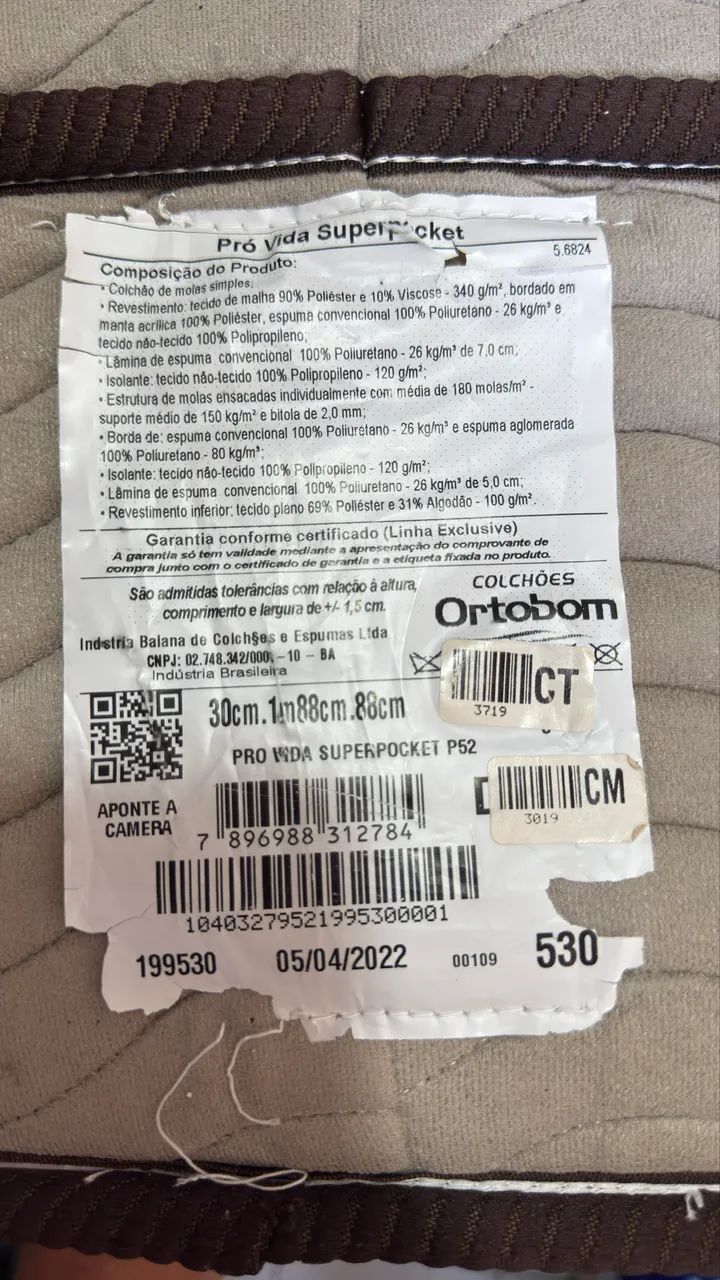 Pró Vida Superpocket
5.6824
Composição do Produto:
• Colchão de molas simples.
• Revestimento: tecido de malha 90% Poliéster e 10% Viscose - 340 g/m², bordado em
manta acrílica 100% Poliéster, espuma convencional 100% Poliuretano - 26 kg/m³ e
tecido não-tecido 100% Polipropileno;
• Lâmina de espuma convencional 100% Poliuretano - 26 kg/m³ de 7,0 cm;
• Isolante: tecido não-tecido 100% Polipropileno - 120 g/m²;
• Estrutura de molas ensacadas individualmente com média de 180 molas/m² -
suporte médio de 150 kg/m² e bitola de 2,0 mm;
• Borda de: espuma convencional 100% Poliuretano - 26 kg/m³ e espuma aglomerada
100% Poliuretano - 80 kg/m³;
• Isolante: tecido não-tecido 100% Polipropileno - 120 g/m²;
• Lâmina de espuma convencional 100% Poliuretano - 26 kg/m³ de 5,0 cm;
• Revestimento inferior: tecido plano 69% Poliéster e 31% Algodão - 100 g/m².
Garantia conforme certificado (Linha Exclusive)
A garantia só tem validade mediante a apresentação do comprovante de
compra junto com o certificado de garantia e a etiqueta fixada no produto.
São admitidas tolerâncias com relação à altura,
comprimento e largura de +/- 1,5 cm.
COLCHÕES
Ortobom
Indstria Baiana de Colch§es e Espumas Ltda
CNPJ: 02.748.342/000 - 10 - BA
Indústria Brasileira
CT
3719
30cm.1m88cm.88cm
PRO VIDA SUPERPOCKET P52
CM
3019
APONTE A
CAMERA
7 896988 312784
10403279521995300001
199530 05/04/2022 00109 530